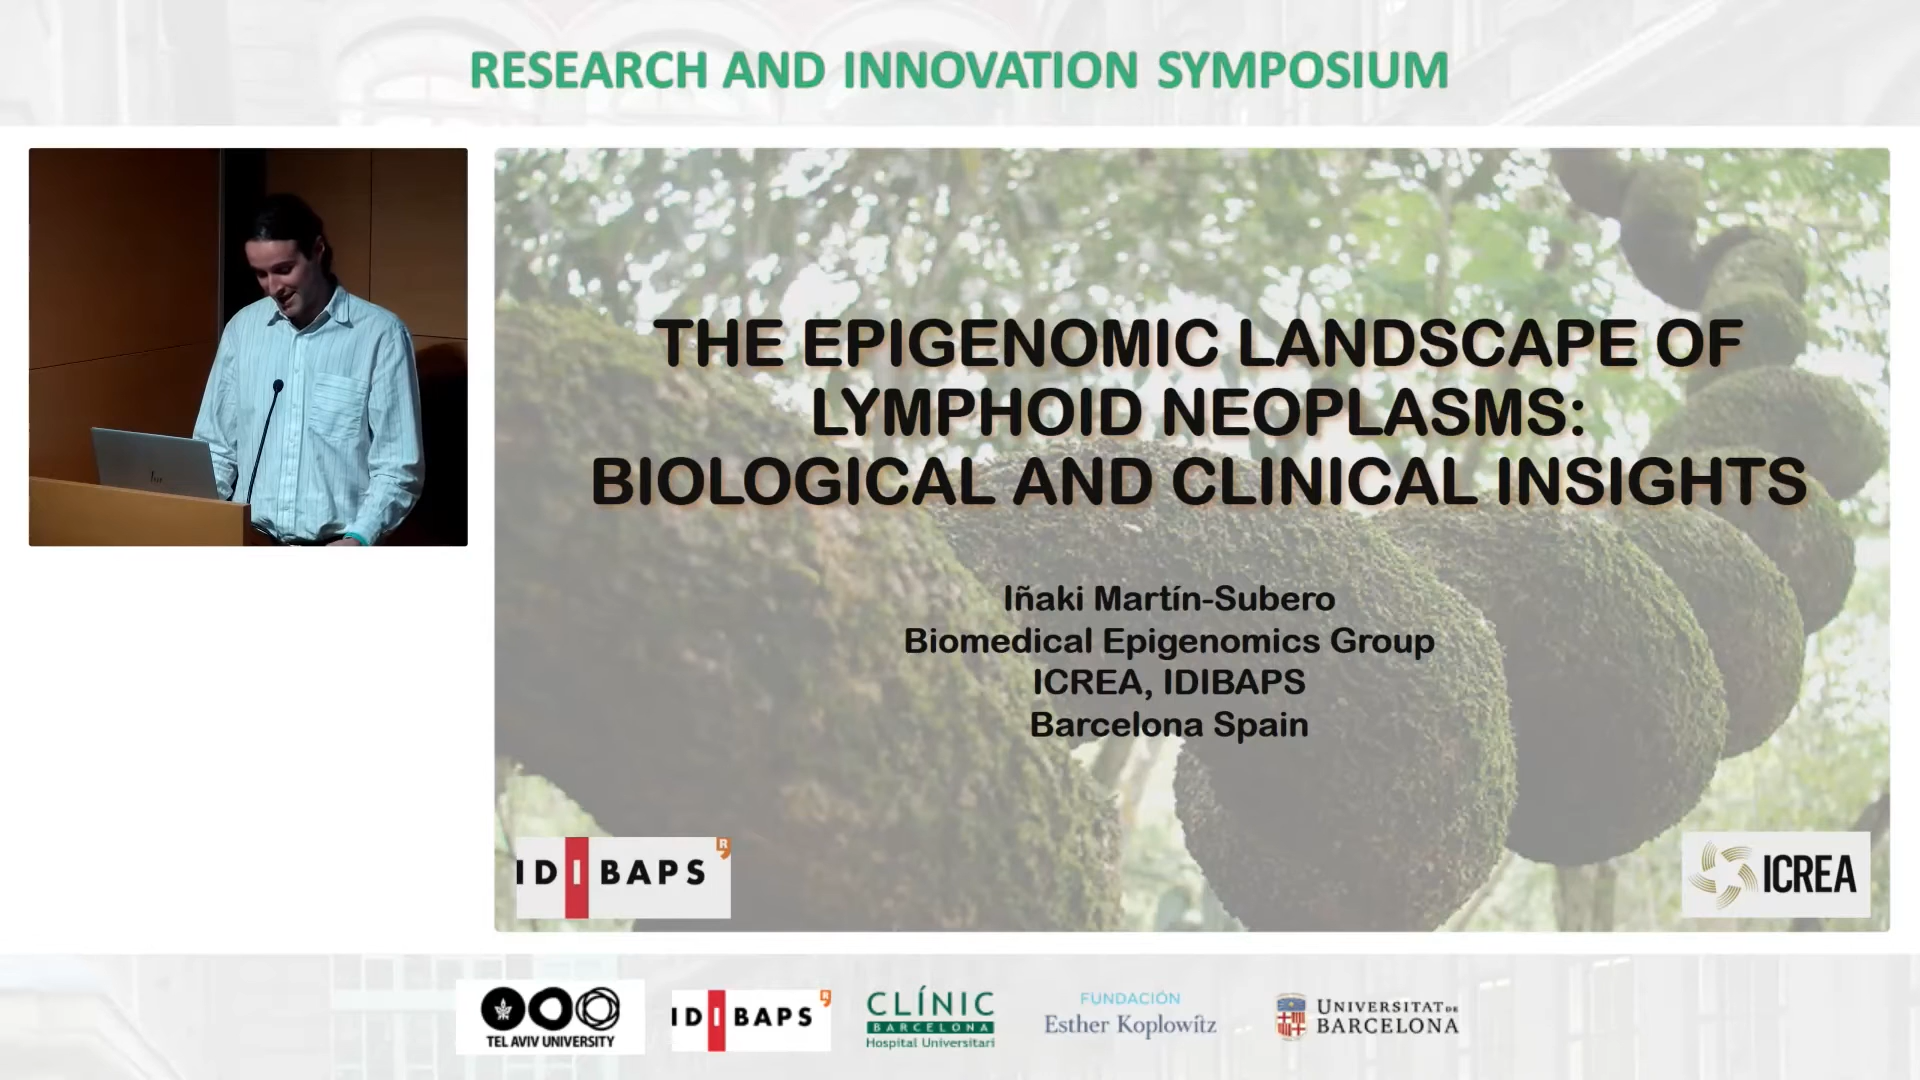 RESEARCH AND INNOVATION SYMPOSIUM
THE EPIGENOMIC LANDSCAPE OF
LYMPHOID NEOPLASMS:
BIOLOGICAL AND CLINICAL INSIGHTS
Iñaki Martín-Subero
Biomedical Epigenomics Group
ICREA, IDIBAPS
Barcelona Spain
IDIBAPS R
ICREA
TEL AVIV UNIVERSITY
IDIBAPS R
CLÍNIC
BARCELONA
Hospital Universitari
FUNDACIÓN
Esther Koplowitz
UNIVERSITAT DE
BARCELONA